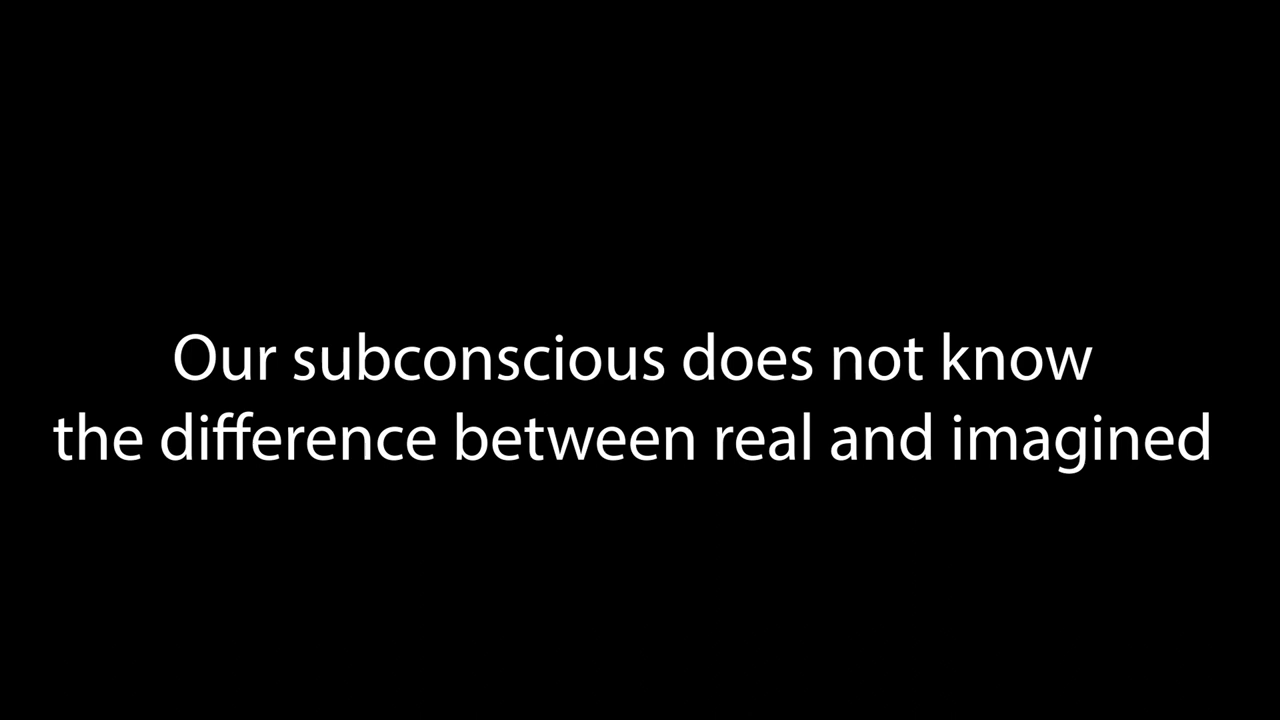 Our subconscious does not know
the difference between real and imagined